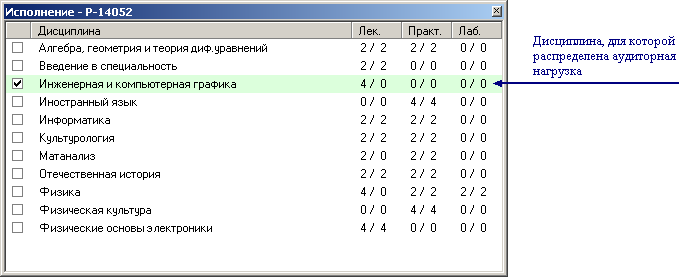 Исполнение - Р-14052
Дисциплина Лек. Практ. Лаб.
Алгебра, геометрия и теория диф.уравнений 2 / 2 2 / 2 0 / 0
Введение в специальность 2 / 2 0 / 0 0 / 0
Инженерная и компьютерная графика 4 / 0 0 / 0 0 / 0
Иностранный язык 0 / 0 4 / 4 0 / 0
Информатика 2 / 2 2 / 2 0 / 0
Культурология 2 / 2 2 / 2 0 / 0
Матанализ 2 / 0 2 / 2 0 / 0
Отечественная история 2 / 2 2 / 2 0 / 0
Физика 4 / 0 2 / 2 2 / 2
Физическая культура 0 / 0 4 / 4 0 / 0
Физические основы электроники 4 / 4 0 / 0 0 / 0
Дисциплина, для которой
распределена аудиторная
нагрузка